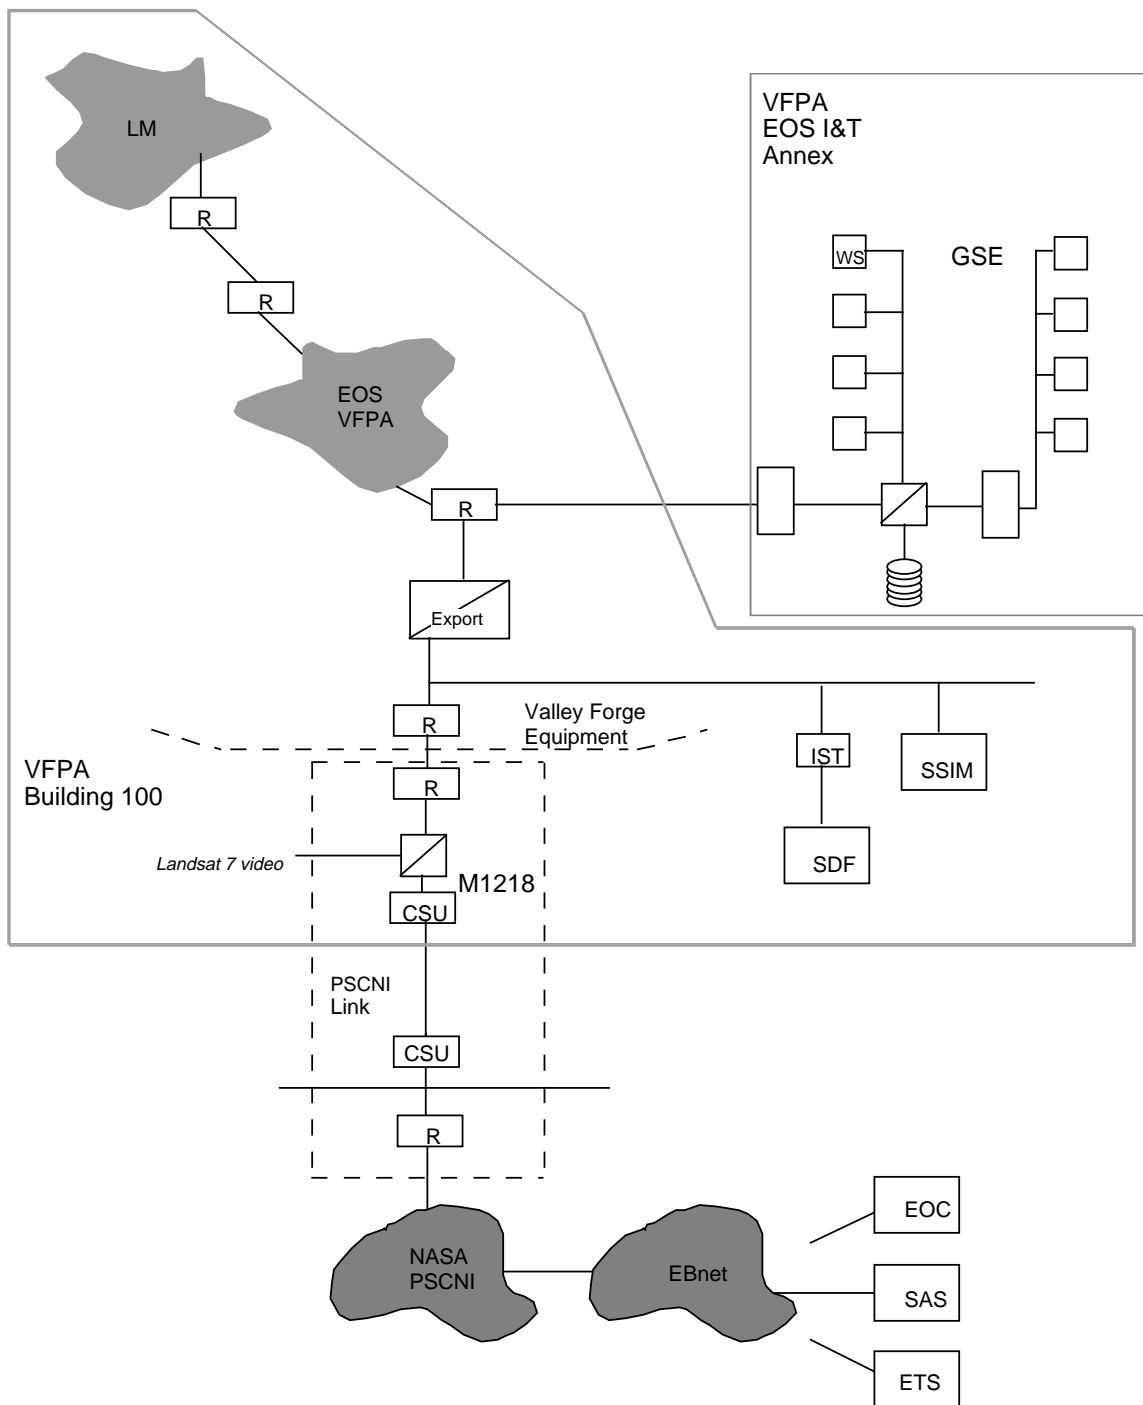 LM
VFPA
EOS I&T
Annex
R
WS
GSE
R
EOS
VFPA
R
Export
R
Valley Forge
Equipment
IST
SSIM
VFPA
Building 100
R
SDF
Landsat 7 video
M1218
CSU
PSCNI
Link
CSU
R
NASA
PSCNI
EBnet
EOC
SAS
ETS